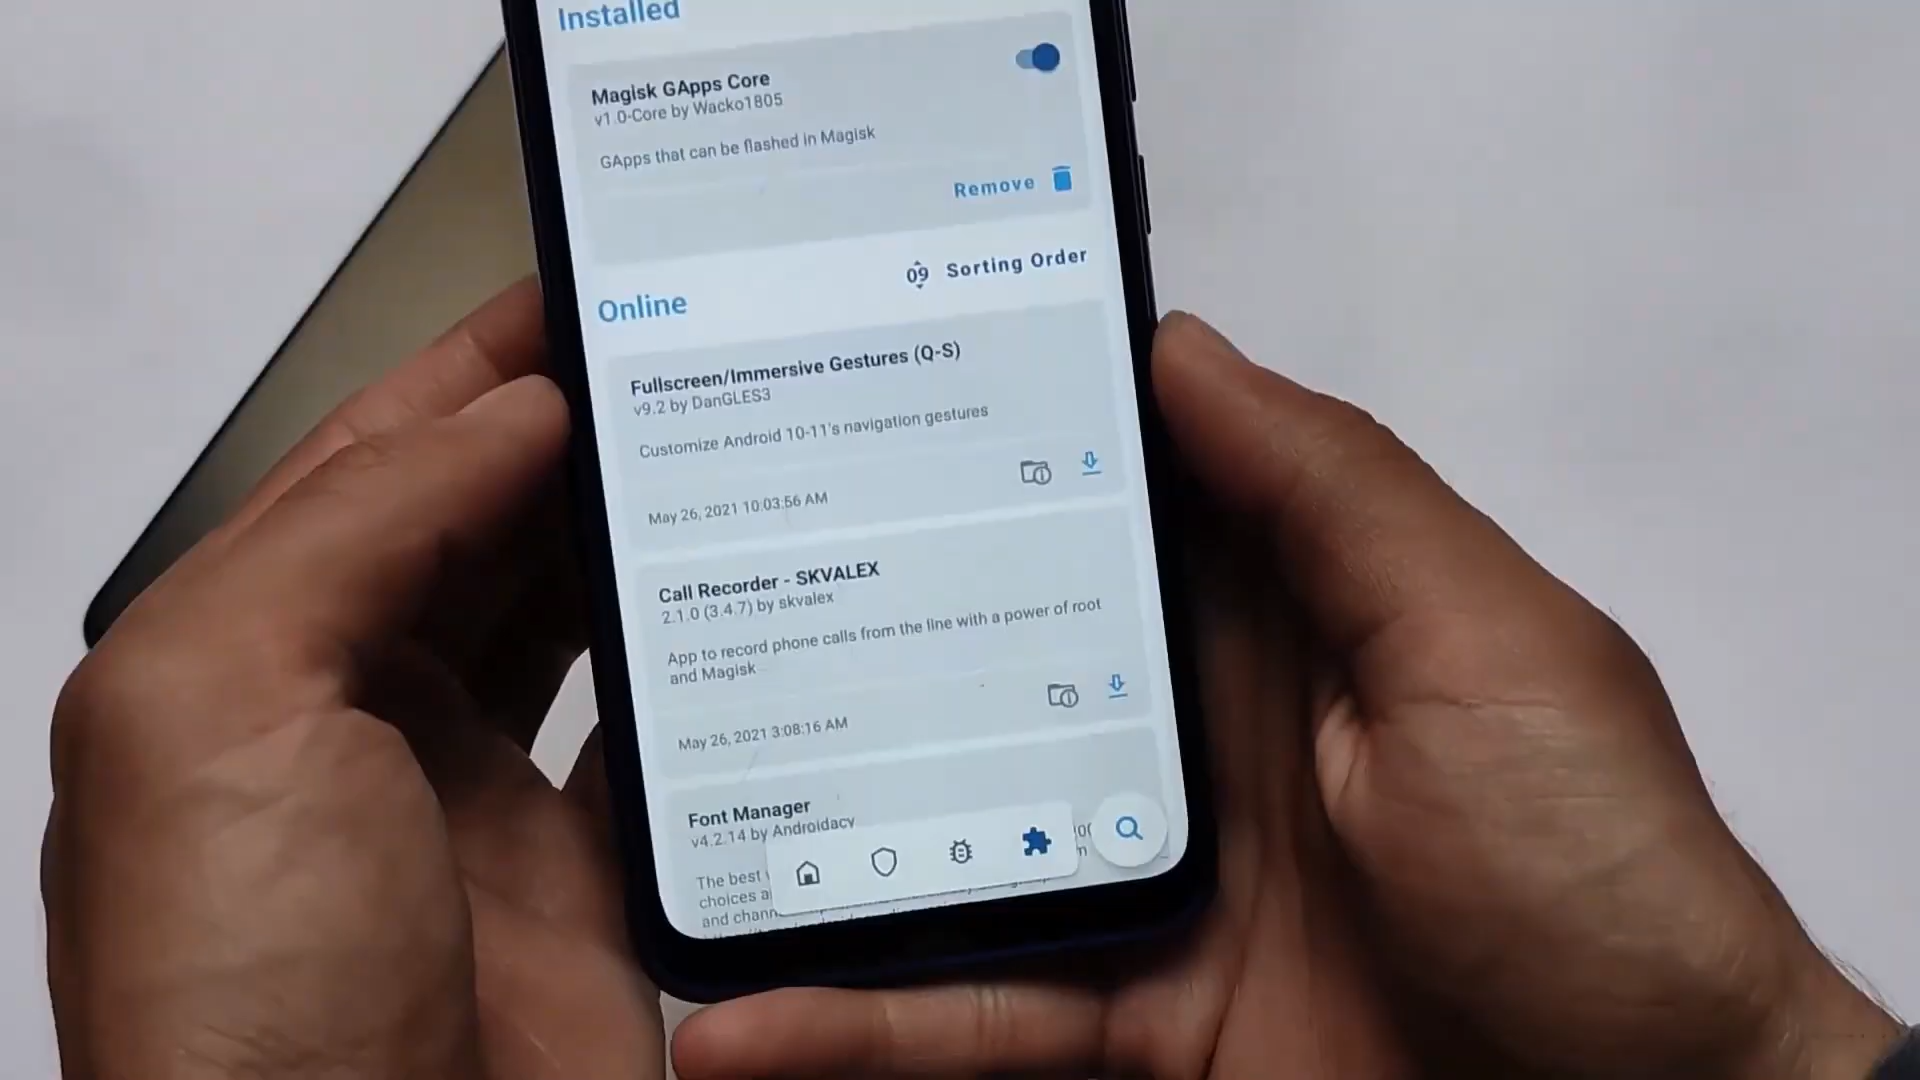 Installed
Magisk GApps Core
v1.0-Core by Wacko1805
GApps that can be flashed in Magisk
Remove
09 Sorting Order
Online
Fullscreen/Immersive Gestures (Q-S)
v9.2 by DanGLES3
Customize Android 10-11's navigation gestures
May 26, 2021 10:03:56 AM
Call Recorder - SKVALEX
2.1.0 (3.4.7) by skvalex
App to record phone calls from the line with a power of root
and Magisk
May 26, 2021 3:08:16 AM
Font Manager
v4.2.14 by Androidacy
The best
choices a
and chann